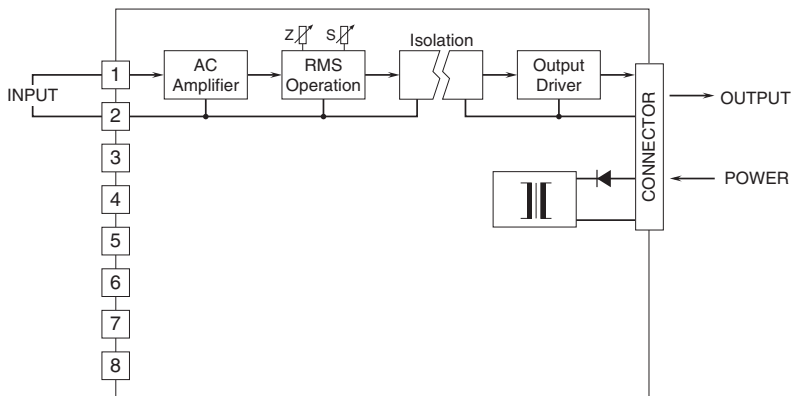 Z S
Isolation
1
AC
Amplifier
RMS
Operation
Output
Driver
INPUT
2
CONNECTOR
OUTPUT
3
POWER
4
5
6
7
8